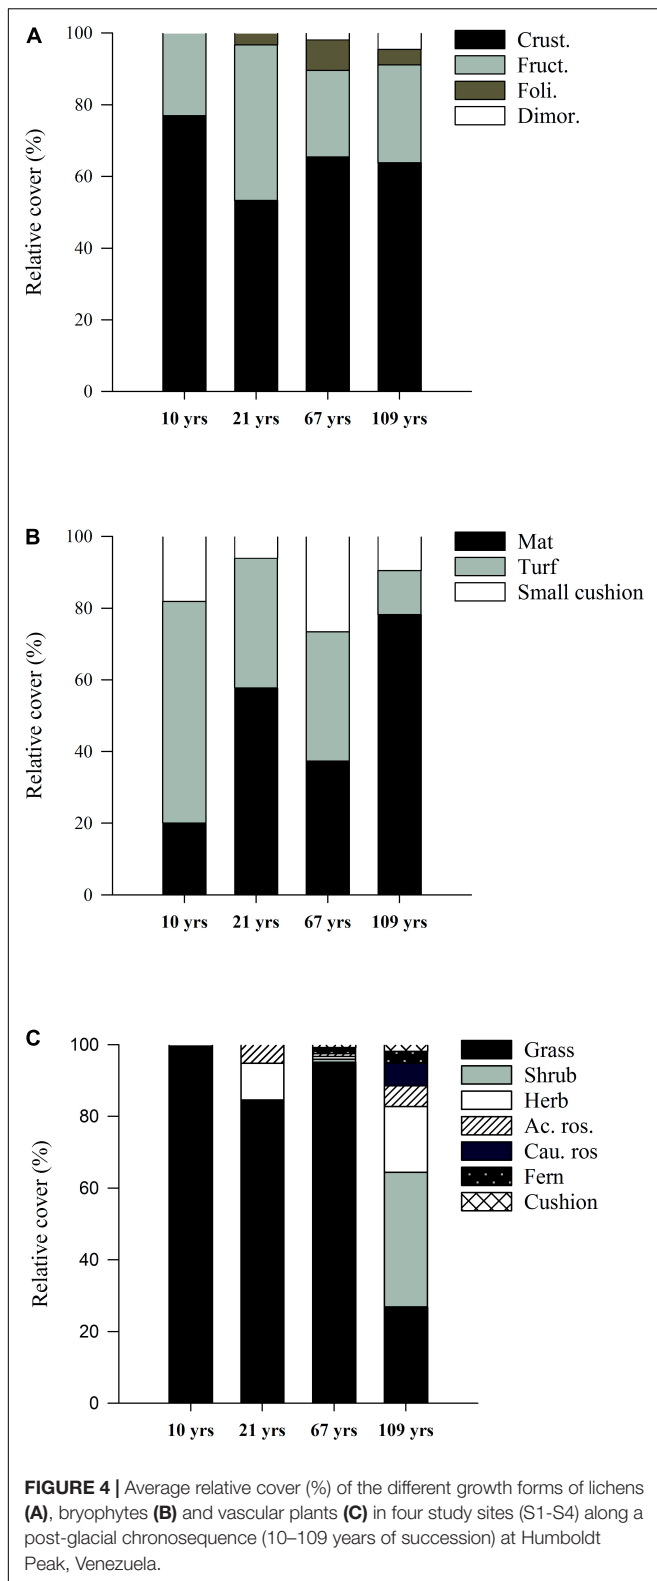 A
100
80
60
40
20
0
Relative cover (%)
10 yrs 21 yrs 67 yrs 109 yrs
Crust.
Fruct.
Foli.
Dimor.
B
100
80
60
40
20
0
Relative cover (%)
10 yrs 21 yrs 67 yrs 109 yrs
Mat
Turf
Small cushion
C
100
80
60
40
20
0
Relative cover (%)
10 yrs 21 yrs 67 yrs 109 yrs
Grass
Shrub
Herb
Ac. ros.
Cau. ros
Fern
Cushion
FIGURE 4 | Average relative cover (%) of the different growth forms of lichens
(A), bryophytes (B) and vascular plants (C) in four study sites (S1-S4) along a
post-glacial chronosequence (10–109 years of succession) at Humboldt
Peak, Venezuela.